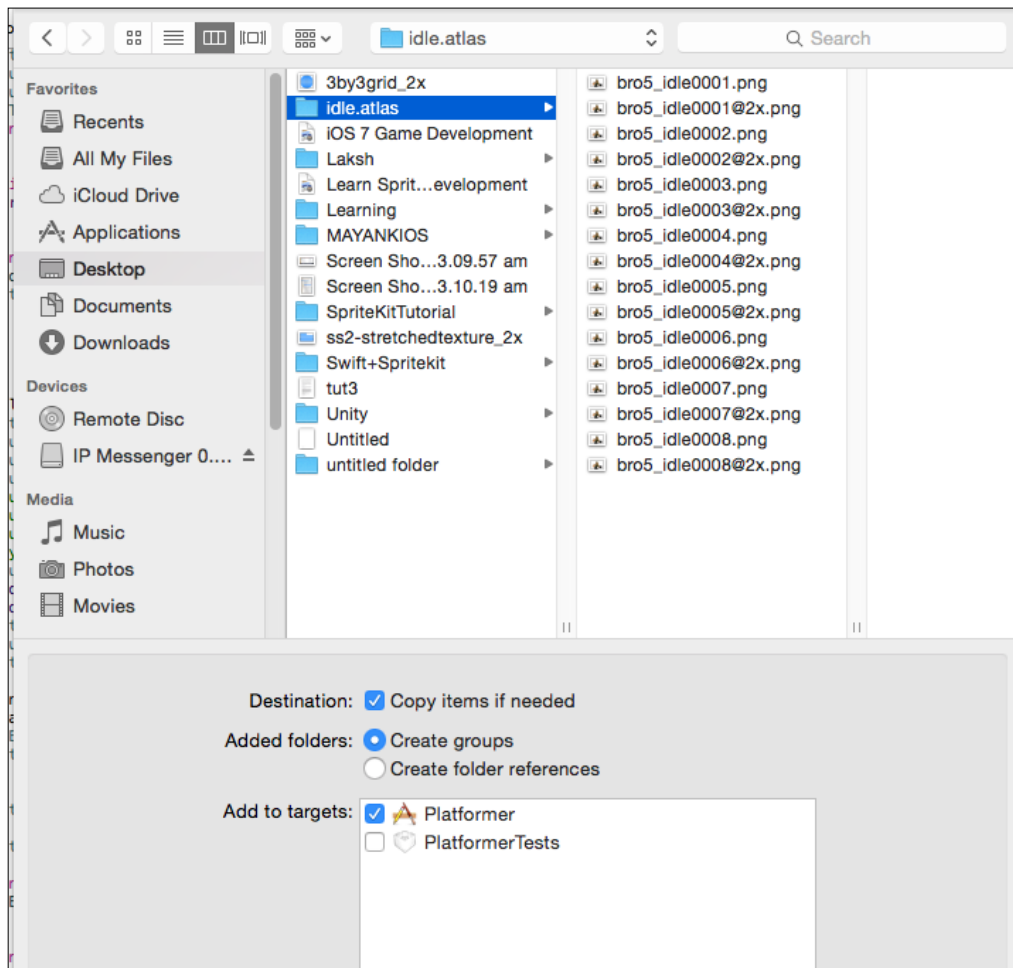 idle.atlas
Search
Favorites
Recents
All My Files
iCloud Drive
Applications
Desktop
Documents
Downloads
Devices
Remote Disc
IP Messenger 0....
Media
Music
Photos
Movies
3by3grid_2x
idle.atlas
iOS 7 Game Development
Laksh
Learn Sprit...evelopment
Learning
MAYANKIOS
Screen Sho...3.09.57 am
Screen Sho...3.10.19 am
SpriteKitTutorial
ss2-stretchedtexture_2x
Swift+Spritekit
tut3
Unity
Untitled
untitled folder
bro5_idle0001.png
bro5_idle0001@2x.png
bro5_idle0002.png
bro5_idle0002@2x.png
bro5_idle0003.png
bro5_idle0003@2x.png
bro5_idle0004.png
bro5_idle0004@2x.png
bro5_idle0005.png
bro5_idle0005@2x.png
bro5_idle0006.png
bro5_idle0006@2x.png
bro5_idle0007.png
bro5_idle0007@2x.png
bro5_idle0008.png
bro5_idle0008@2x.png
Destination: Copy items if needed
Added folders: Create groups
Create folder references
Add to targets: Platformer
PlatformerTests